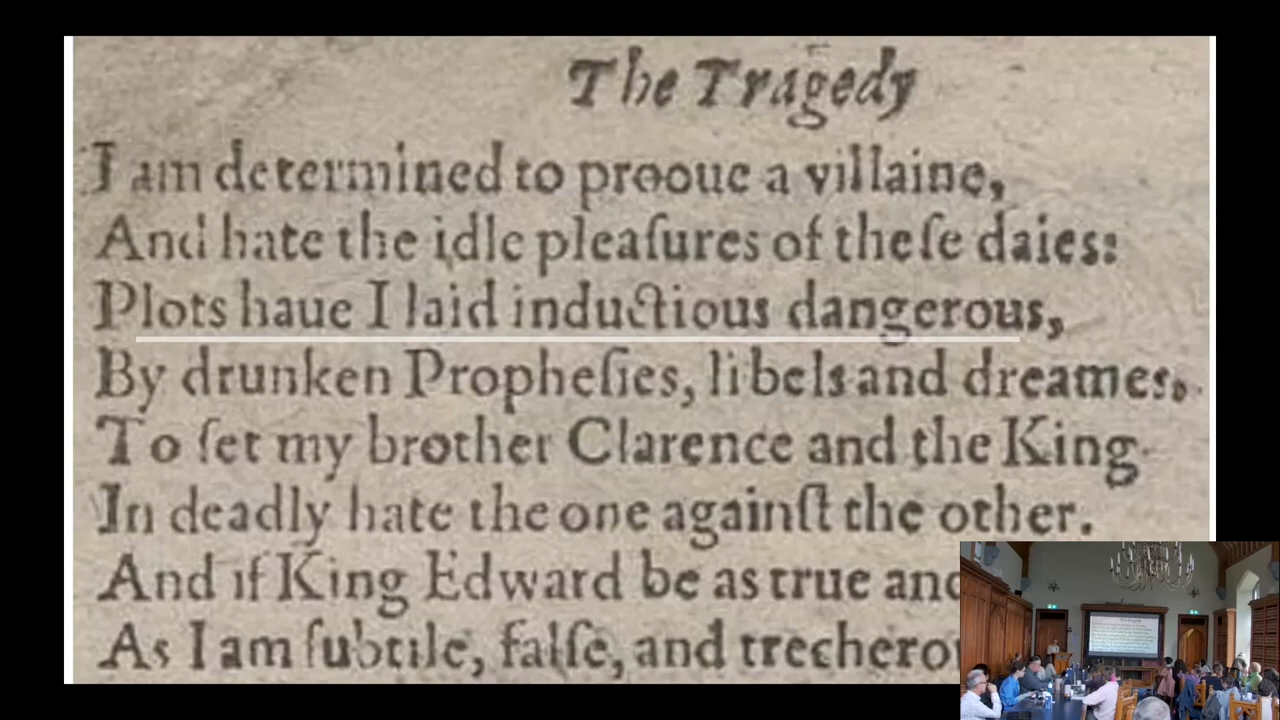 The Tragedy
I am determined to prooue a villaine,
And hate the idle pleaſures of theſe daies:
Plots haue I laid inductious dangerous,
By drunken Propheſies, libels and dreames,
To ſet my brother Clarence and the King
In deadly hate the one againſt the other.
And if King Edward be as true and
As I am ſubtile, falſe, and trecherou